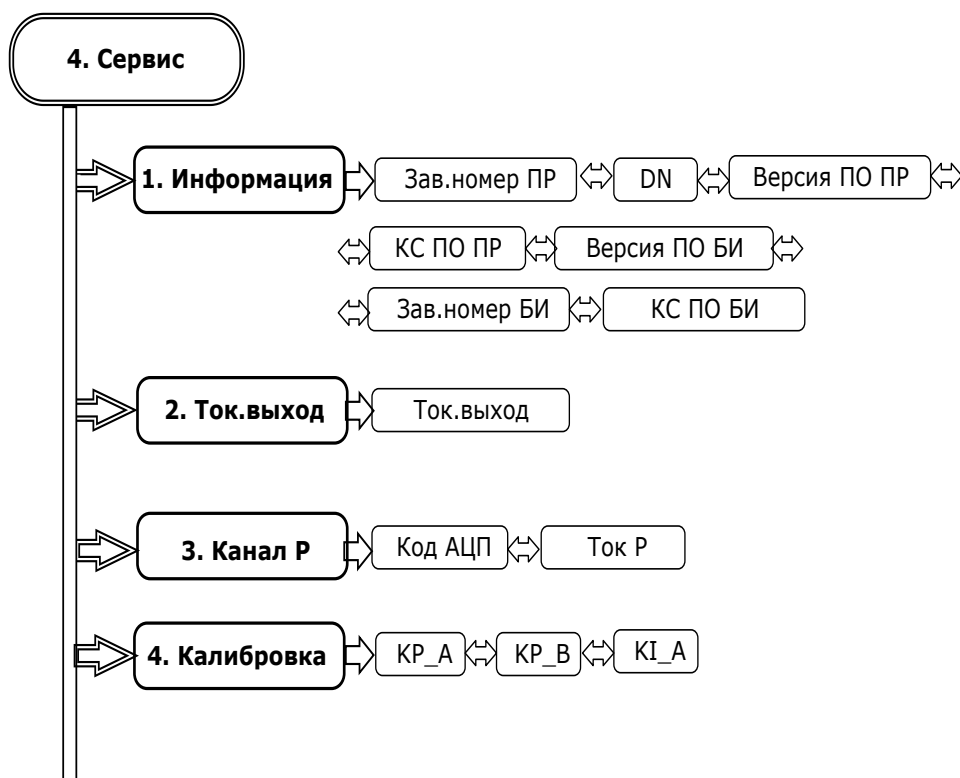 4. Сервис
1. Информация Зав.номер ПР DN Версия ПО ПР
КС ПО ПР Версия ПО БИ
Зав.номер БИ КС ПО БИ
2. Ток.выход Ток.выход
3. Канал Р Код АЦП Ток Р
4. Калибровка KP_A KP_B KI_A